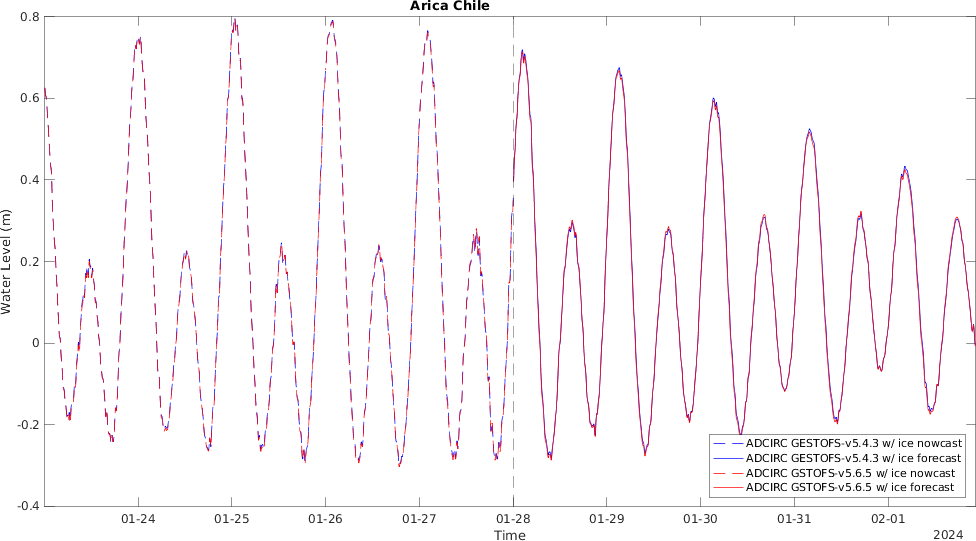 Arica Chile
0.8
0.6
0.4
0.2
0
-0.2
-0.4
Water Level (m)
01-24 01-25 01-26 01-27 01-28 01-29 01-30 01-31 02-01
Time
2024
ADCIRC GESTOFS-v5.4.3 w/ ice nowcast
ADCIRC GESTOFS-v5.4.3 w/ ice forecast
ADCIRC GSTOFS-v5.6.5 w/ ice nowcast
ADCIRC GSTOFS-v5.6.5 w/ ice forecast